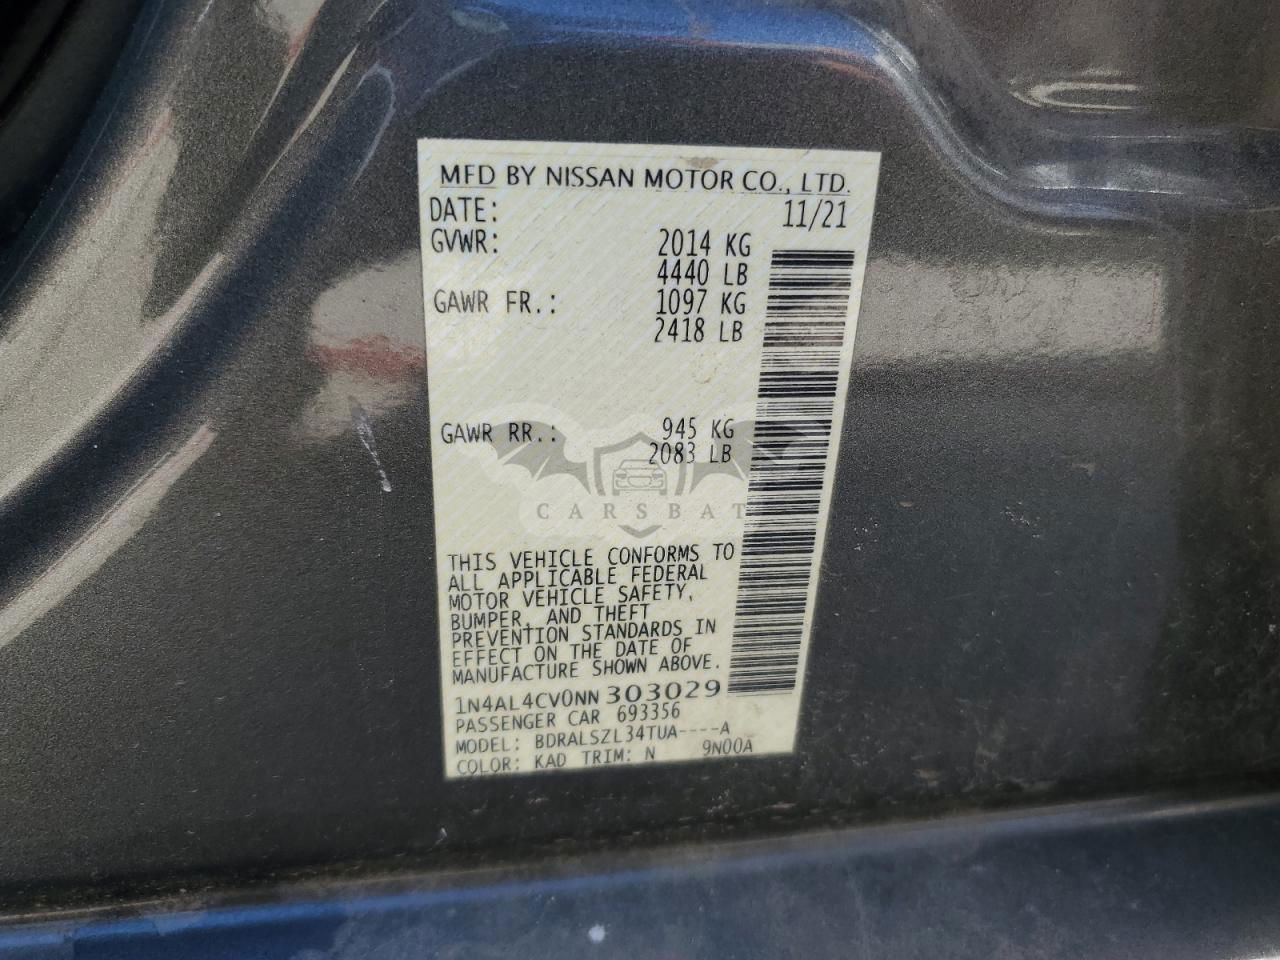 MFD BY NISSAN MOTOR CO., LTD.
DATE: 11/21
GVWR: 2014 KG
4440 LB
GAWR FR.: 1097 KG
2418 LB
GAWR RR.: 945 KG
2083 LB
CARSBAT
THIS VEHICLE CONFORMS TO
ALL APPLICABLE FEDERAL
MOTOR VEHICLE SAFETY,
BUMPER, AND THEFT
PREVENTION STANDARDS IN
EFFECT ON THE DATE OF
MANUFACTURE SHOWN ABOVE.
1N4AL4CV0NN303029
PASSENGER CAR 693356
MODEL: BDRALSZL34TUA----A
COLOR: KAD TRIM: N 9N00A